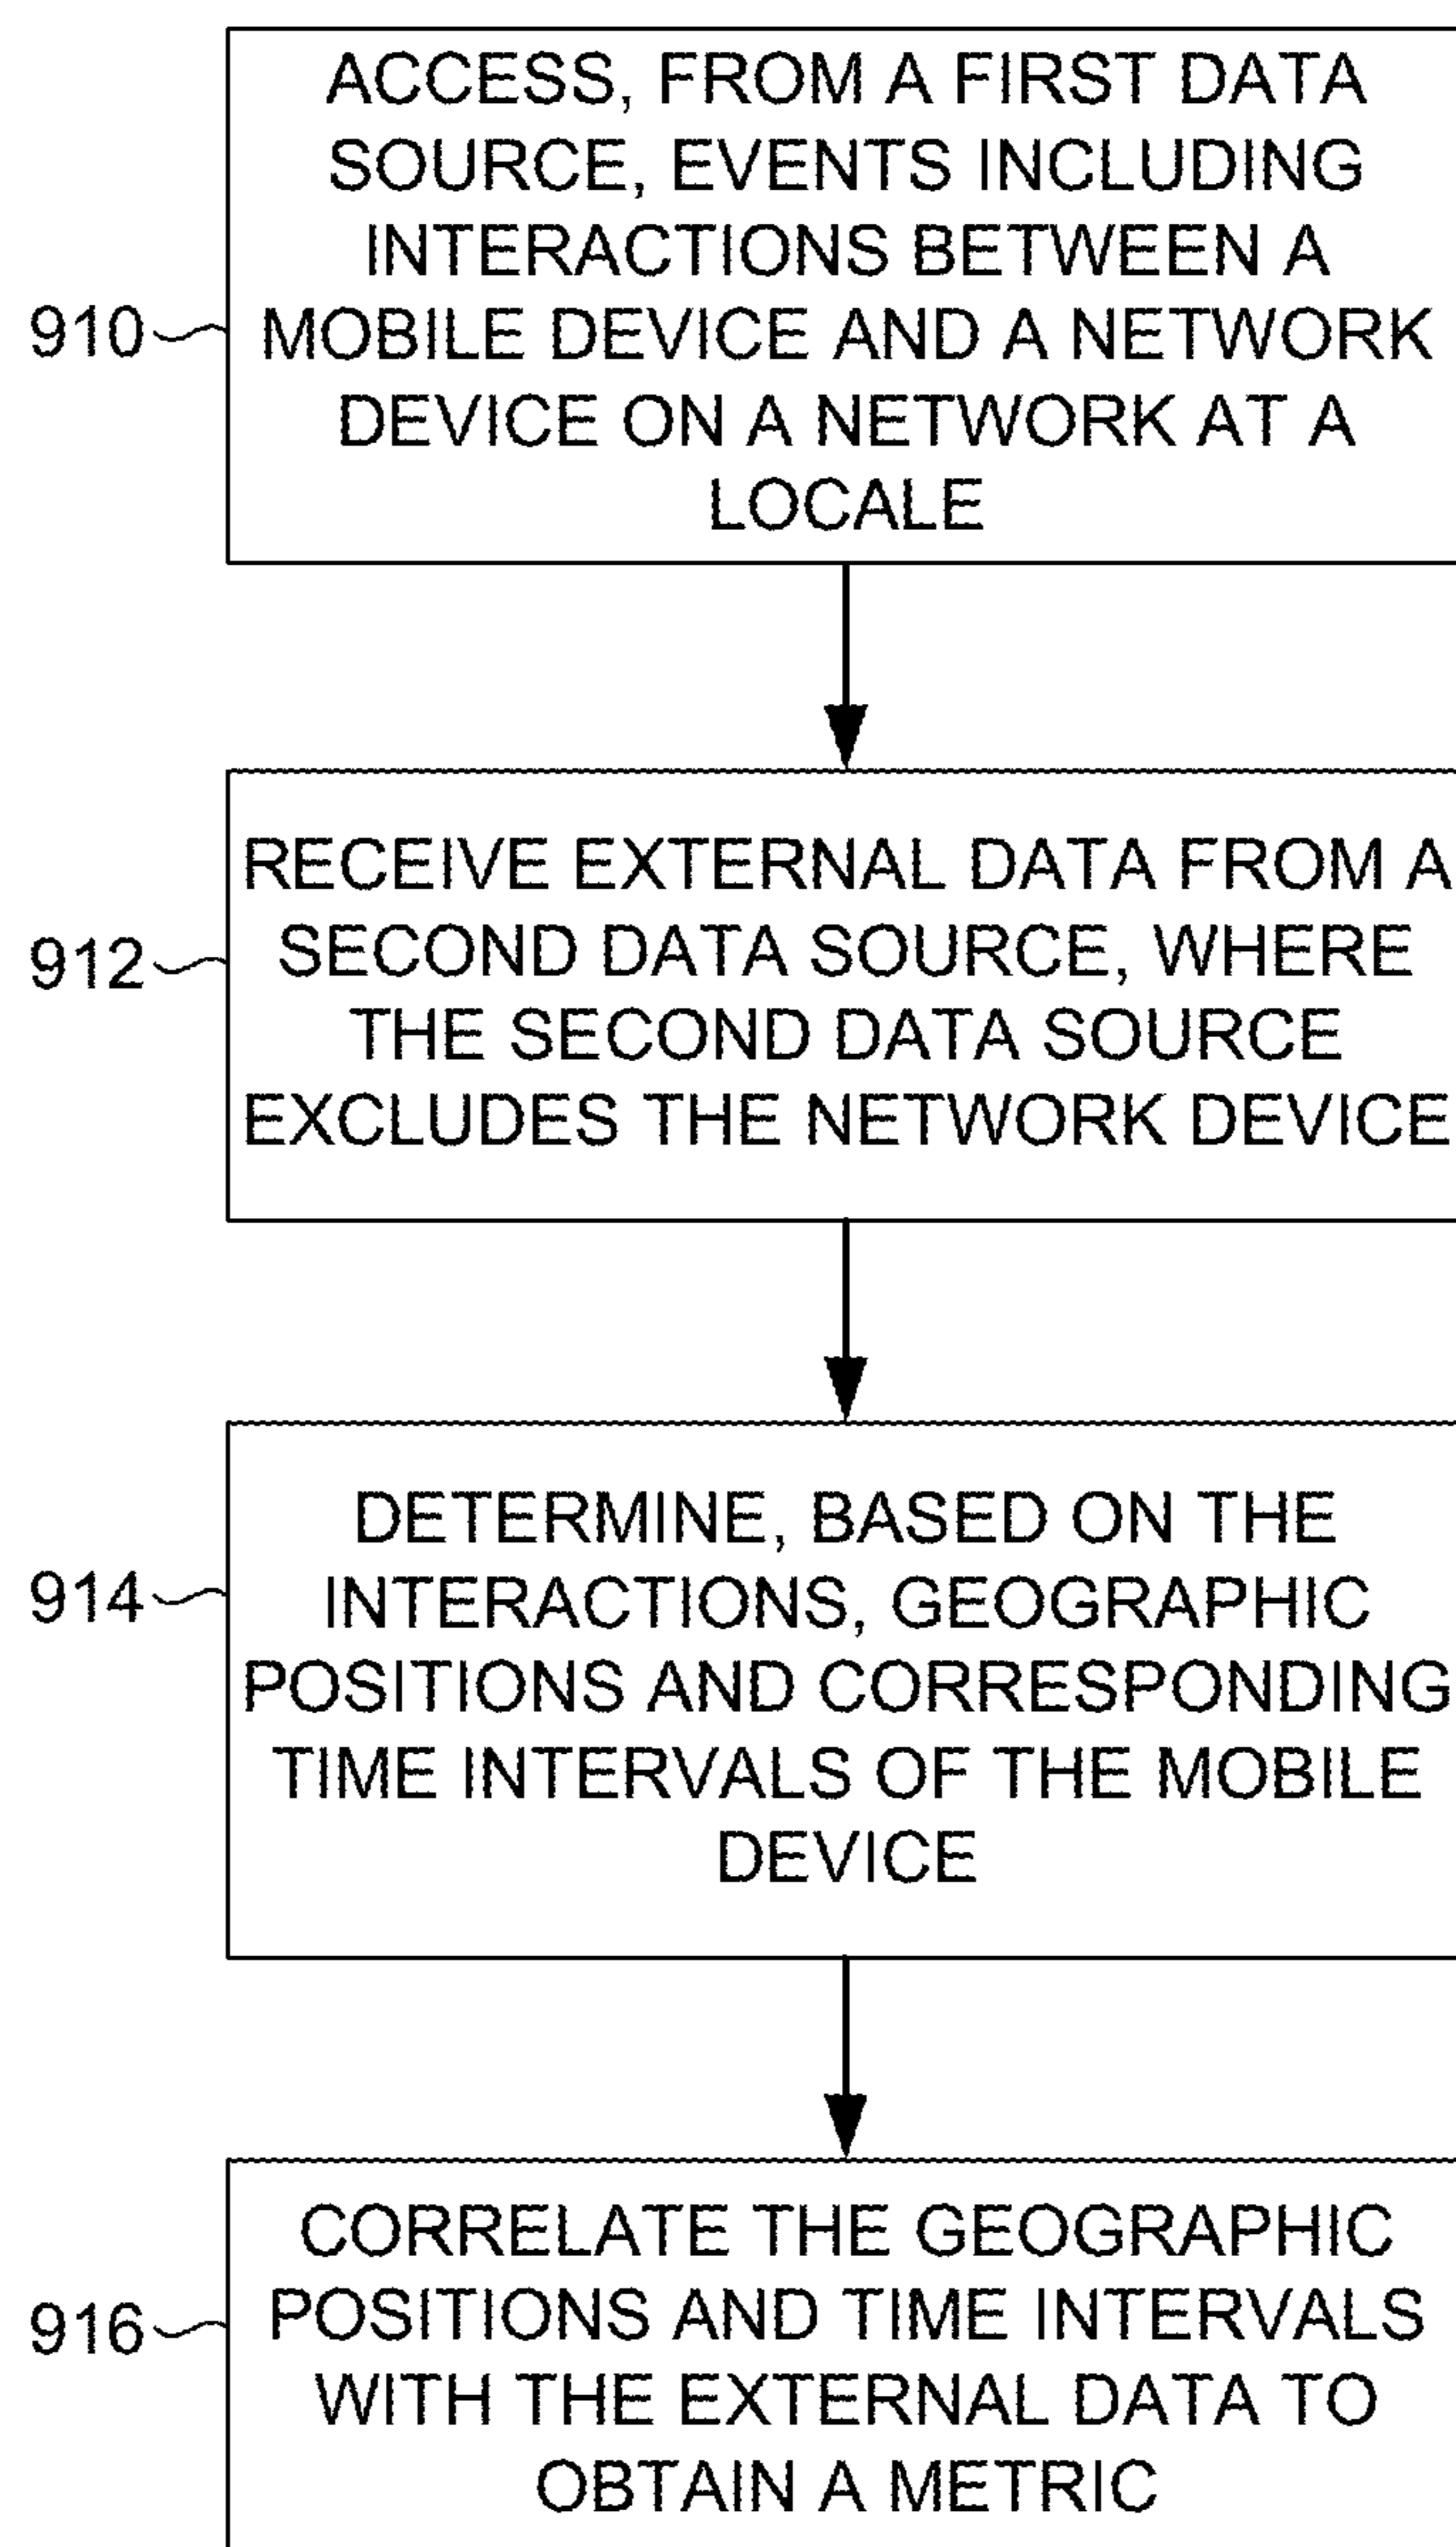 ACCESS, FROM A FIRST DATA
SOURCE, EVENTS INCLUDING
INTERACTIONS BETWEEN A
910
MOBILE DEVICE AND A NETWORK
DEVICE ON A NETWORK AT A
LOCALE
RECEIVE EXTERNAL DATA FROM A
912
SECOND DATA SOURCE, WHERE
THE SECOND DATA SOURCE
EXCLUDES THE NETWORK DEVICE
DETERMINE, BASED ON THE
914
INTERACTIONS, GEOGRAPHIC
POSITIONS AND CORRESPONDING
TIME INTERVALS OF THE MOBILE
DEVICE
CORRELATE THE GEOGRAPHIC
916
POSITIONS AND TIME INTERVALS
WITH THE EXTERNAL DATA TO
OBTAIN A METRIC